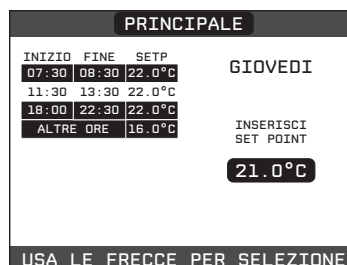 PRINCIPALE
INIZIO FINE SETP
07:30 08:30 22.0°C
11:30 13:30 22.0°C
18:00 22:30 22.0°C
ALTRE ORE 16.0°C
GIOVEDI
INSERISCI
SET POINT
21.0°C
USA LE FRECCE PER SELEZIONE